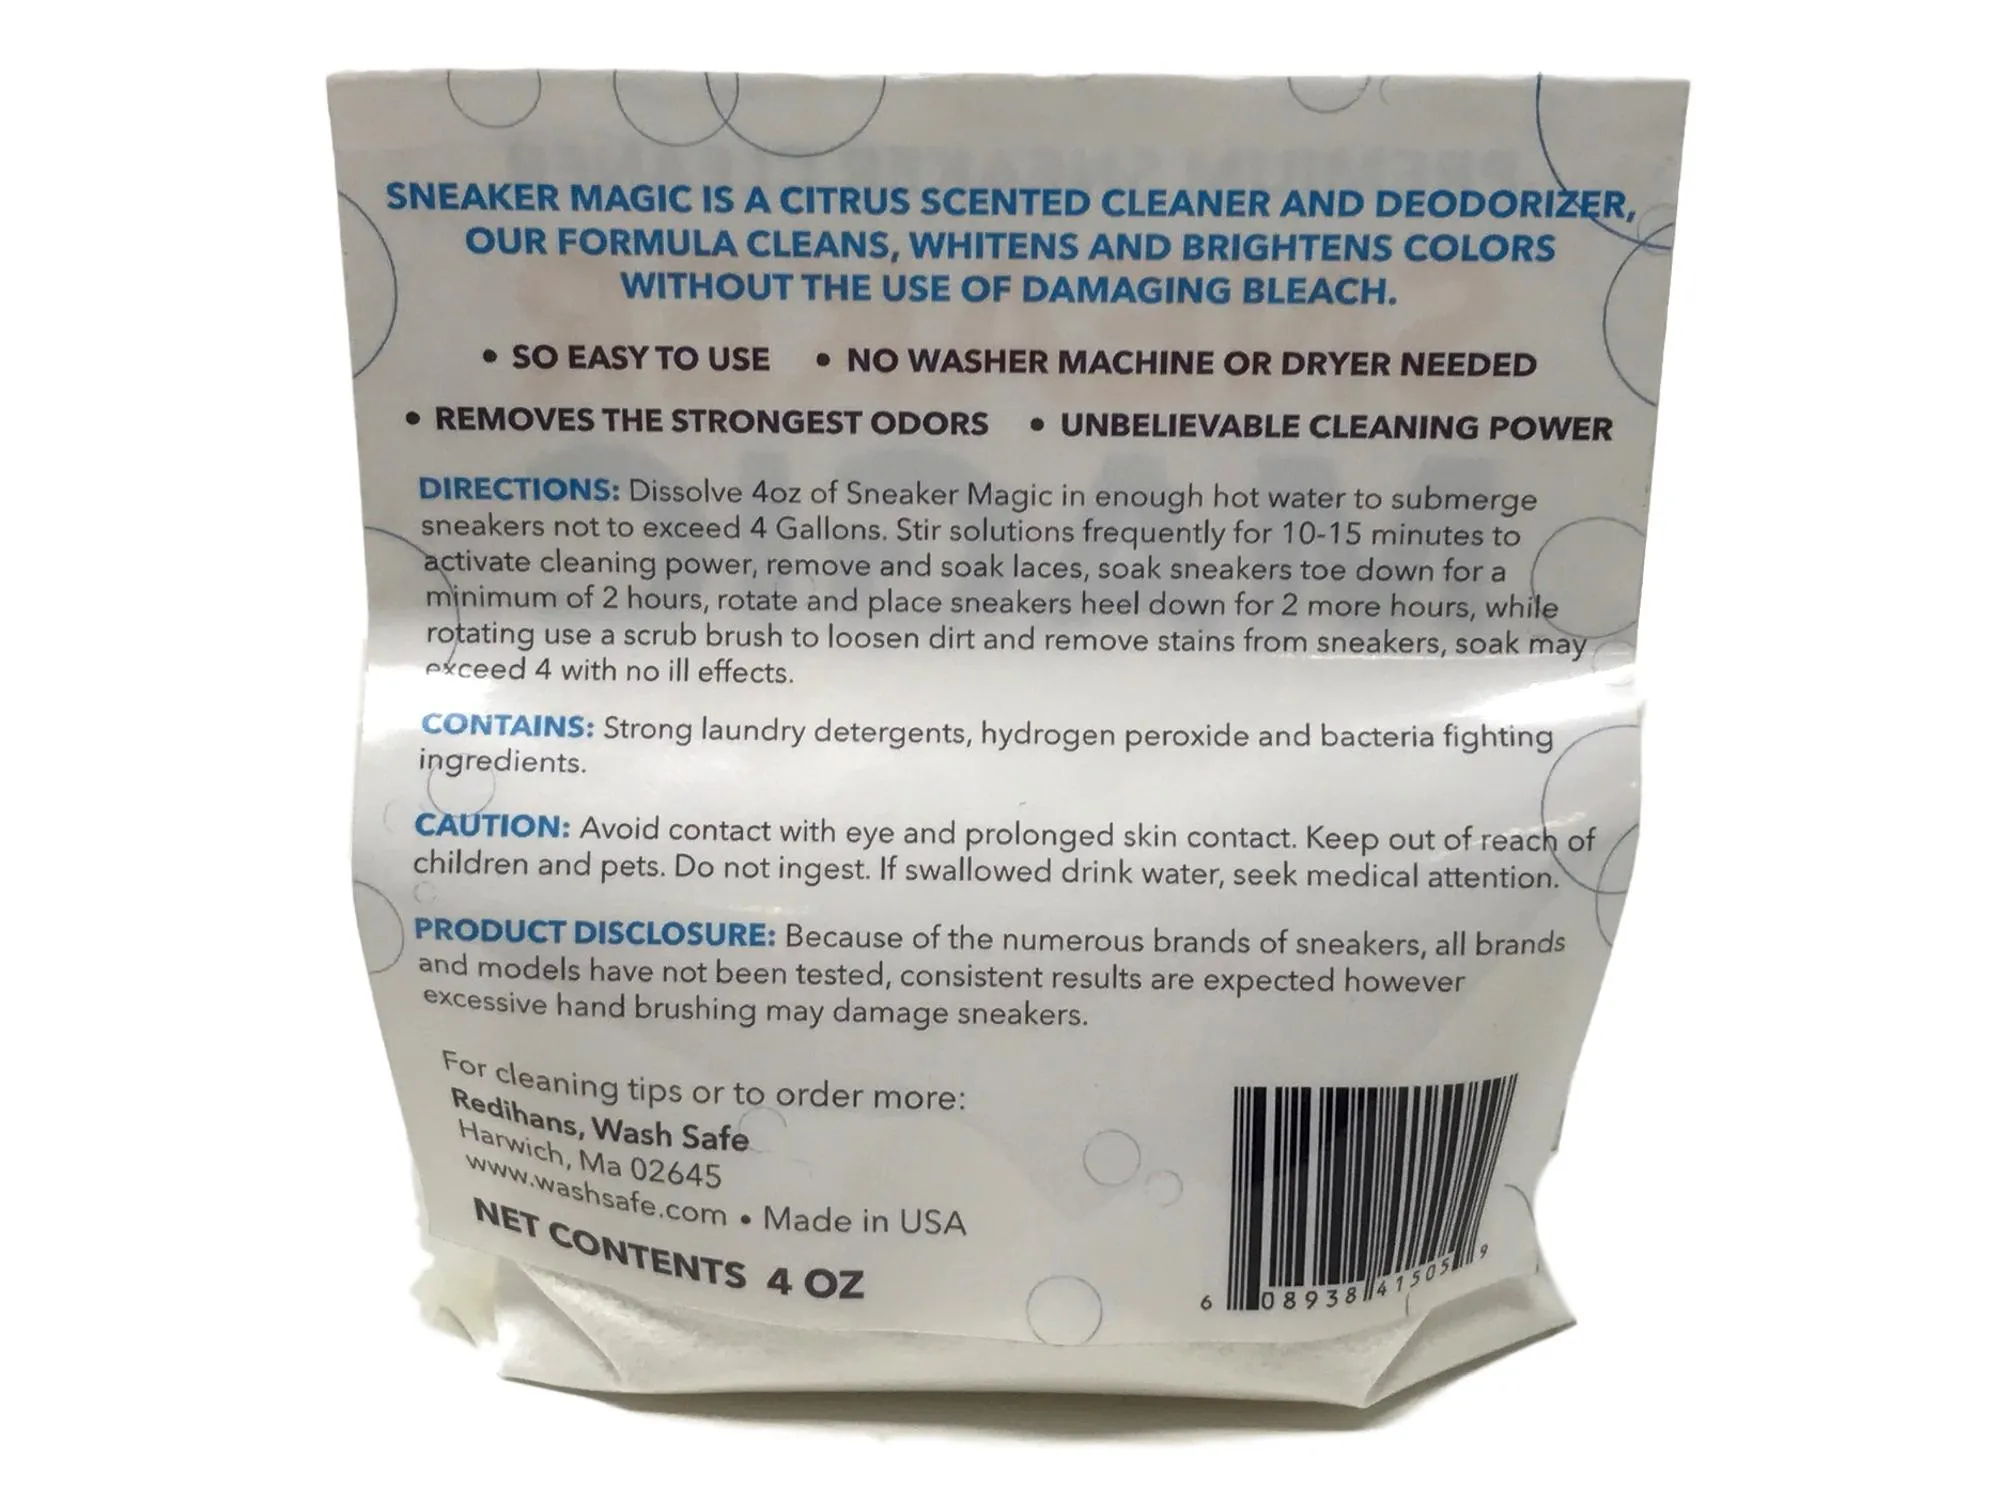 SNEAKER MAGIC IS A CITRUS SCENTED CLEANER AND DEODORIZER,
OUR FORMULA CLEANS, WHITENS AND BRIGHTENS COLORS
WITHOUT THE USE OF DAMAGING BLEACH.
• SO EASY TO USE • NO WASHER MACHINE OR DRYER NEEDED
• REMOVES THE STRONGEST ODORS • UNBELIEVABLE CLEANING POWER
DIRECTIONS: Dissolve 4oz of Sneaker Magic in enough hot water to submerge
sneakers not to exceed 4 Gallons. Stir solutions frequently for 10-15 minutes to
activate cleaning power, remove and soak laces, soak sneakers toe down for a
minimum of 2 hours, rotate and place sneakers heel down for 2 more hours, while
rotating use a scrub brush to loosen dirt and remove stains from sneakers, soak may
exceed 4 with no ill effects.
CONTAINS: Strong laundry detergents, hydrogen peroxide and bacteria fighting
ingredients.
CAUTION: Avoid contact with eye and prolonged skin contact. Keep out of reach of
children and pets. Do not ingest. If swallowed drink water, seek medical attention.
PRODUCT DISCLOSURE: Because of the numerous brands of sneakers, all brands
and models have not been tested, consistent results are expected however
excessive hand brushing may damage sneakers.
For cleaning tips or to order more:
Redihans, Wash Safe
Harwich, Ma 02645
www.washsafe.com • Made in USA
NET CONTENTS 4 OZ
6 08938 41505 9